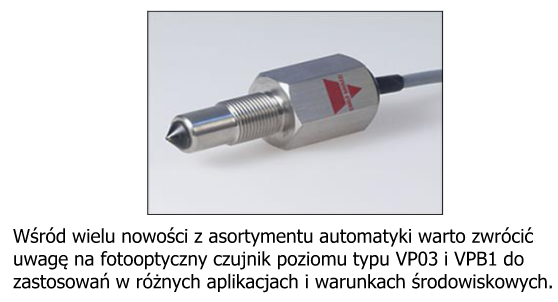 Wśród wielu nowości z asortymentu automatyki warto zwrócić
uwagę na fotooptyczny czujnik poziomu typu VP03 i VPB1 do
zastosowań w różnych aplikacjach i warunkach środowiskowych.